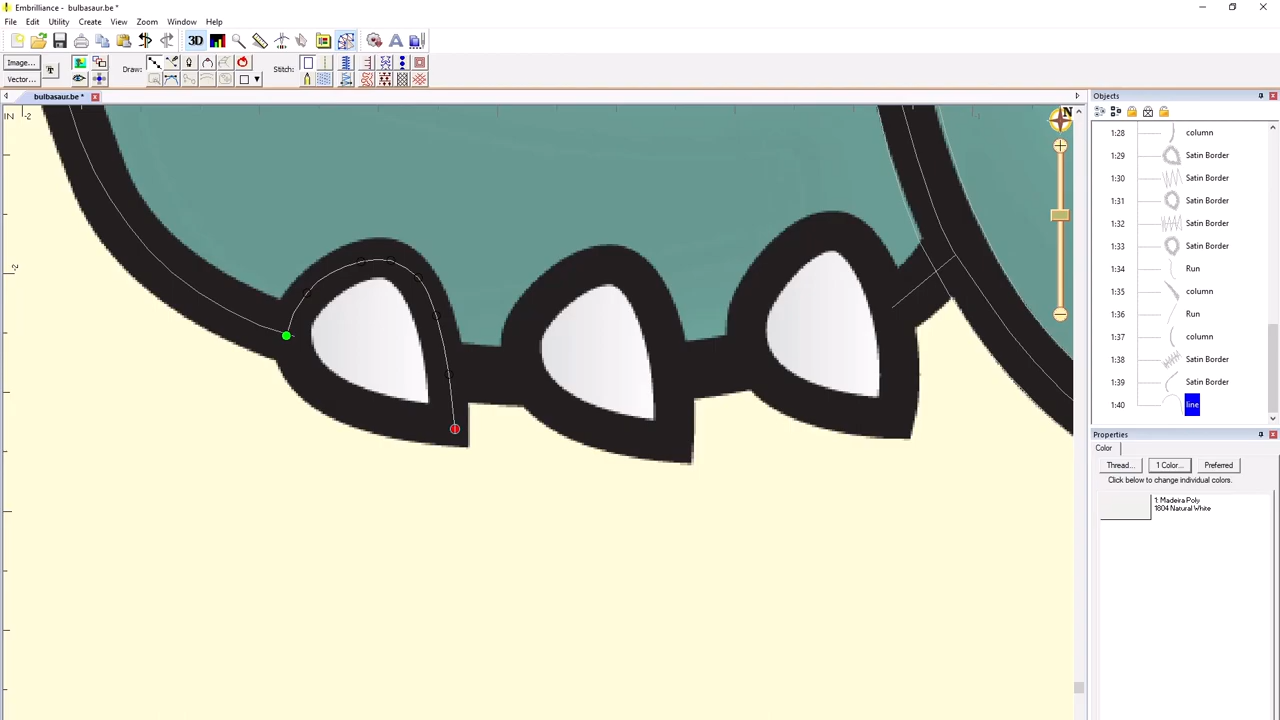 Embrilliance - bulbasaur.be *
File Edit Utility Create View Zoom Window Help
3D
Image... T Draw: Stitch:
Vector...
bulbasaur.be *
IN -2
-2
N
Objects
1:28 column
1:29 Satin Border
1:30 Satin Border
1:31 Satin Border
1:32 Satin Border
1:33 Satin Border
1:34 Run
1:35 column
1:36 Run
1:37 column
1:38 Satin Border
1:39 Satin Border
1:40 line
Properties
Color
Thread... 1 Color... Preferred
Click below to change individual colors.
1: Madeira Poly
1804 Natural White